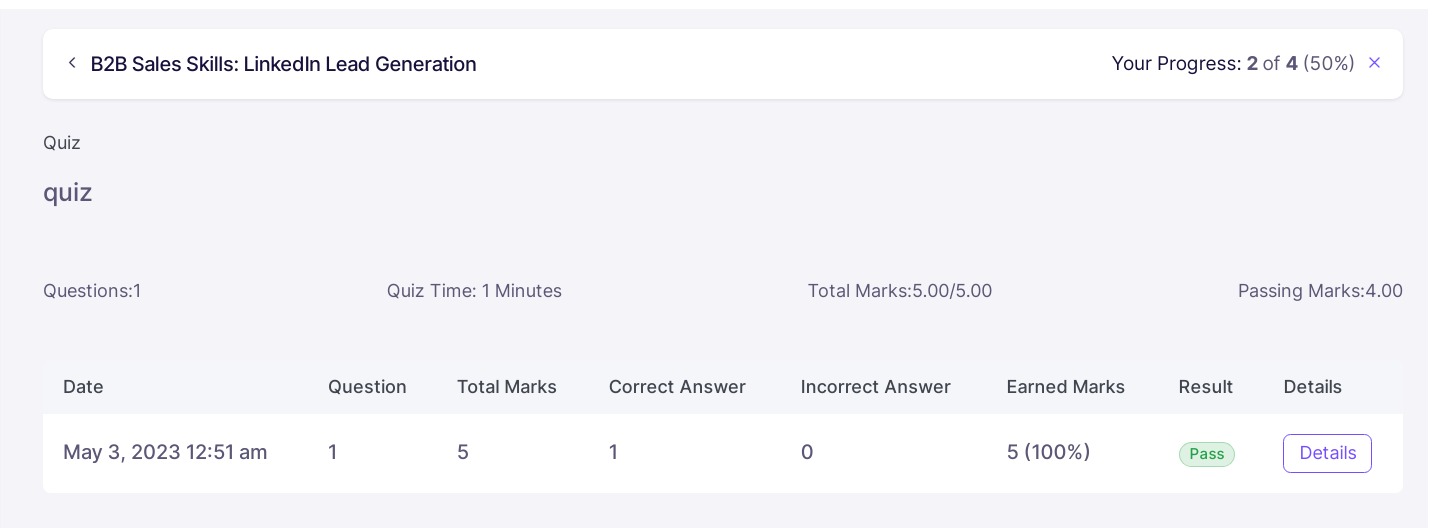 B2B Sales Skills: LinkedIn Lead Generation Your Progress: 2 of 4 (50%)
Quiz
quiz
Questions:1 Quiz Time: 1 Minutes Total Marks:5.00/5.00 Passing Marks:4.00
Date Question Total Marks Correct Answer Incorrect Answer Earned Marks Result Details
May 3, 2023 12:51 am 1 5 1 0 5 (100%) Pass Details